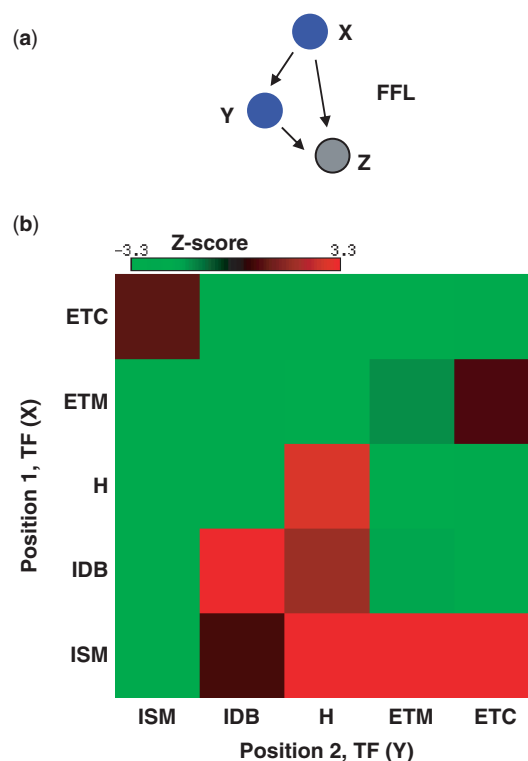 (a)
X
Y
FFL
Z
(b)
Z-score
−3.3
3.3
Position 1, TF (X)
ETC
ETM
H
IDB
ISM
ISM IDB H ETM ETC
Position 2, TF (Y)